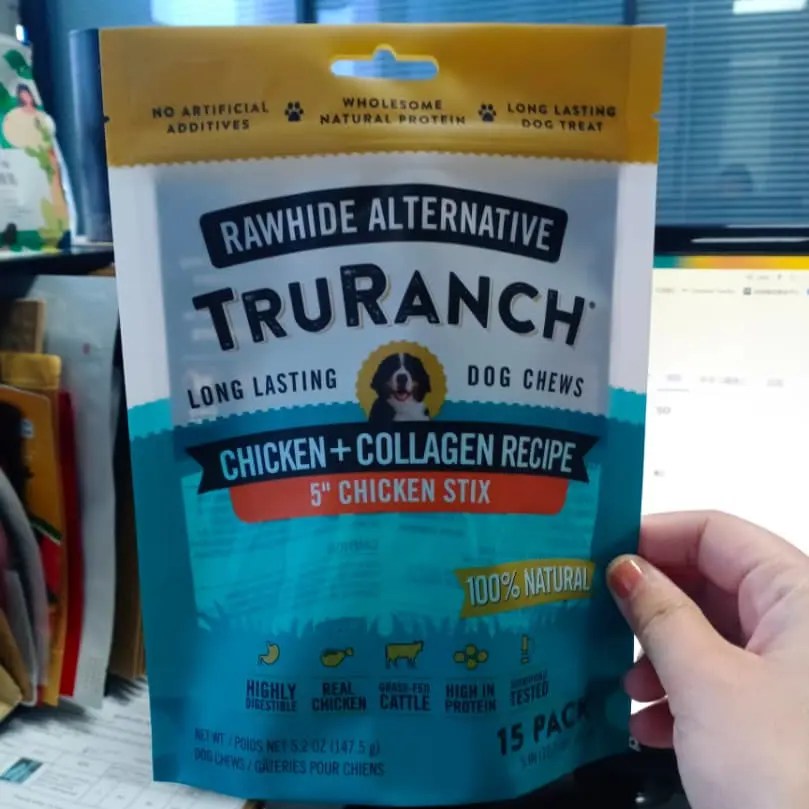 NO ARTIFICIAL
ADDITIVES
WHOLESOME
NATURAL PROTEIN
LONG LASTING
DOG TREAT
RAWHIDE ALTERNATIVE
TRURANCH
LONG LASTING
DOG CHEWS
CHICKEN + COLLAGEN RECIPE
5" CHICKEN STIX
100% NATURAL
HIGHLY
DIGESTIBLE
REAL
CHICKEN
GRASS-FED
CATTLE
HIGH IN
PROTEIN
TESTED
15 PACK
NET WT / POIDS NET 5.2 OZ (147.5 g)
DOG CHEWS / GÂTERIES POUR CHIENS